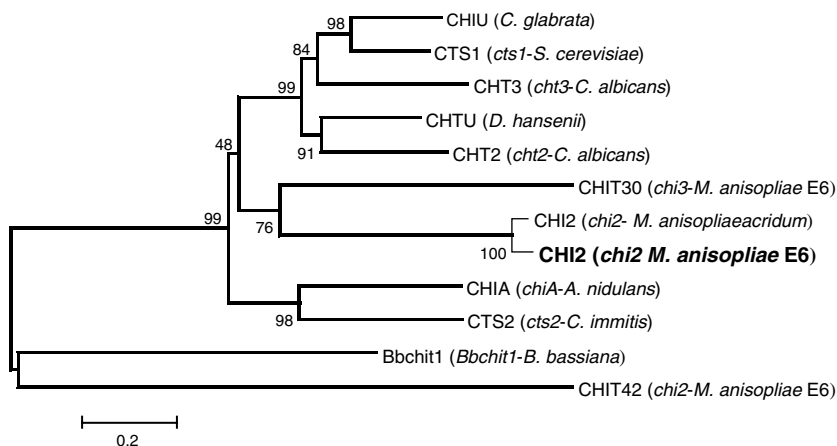 98
CHIU (C. glabrata)
CTS1 (cts1-S. cerevisiae)
84
CHT3 (cht3-C. albicans)
99
CHTU (D. hansenii)
91
CHT2 (cht2-C. albicans)
48
CHIT30 (chi3-M. anisopliae E6)
76
CHI2 (chi2- M. anisopliaeacridum)
99
100
CHI2 (chi2 M. anisopliae E6)
CHIA (chiA-A. nidulans)
98
CTS2 (cts2-C. immitis)
Bbchit1 (Bbchit1-B. bassiana)
CHIT42 (chi2-M. anisopliae E6)
0.2